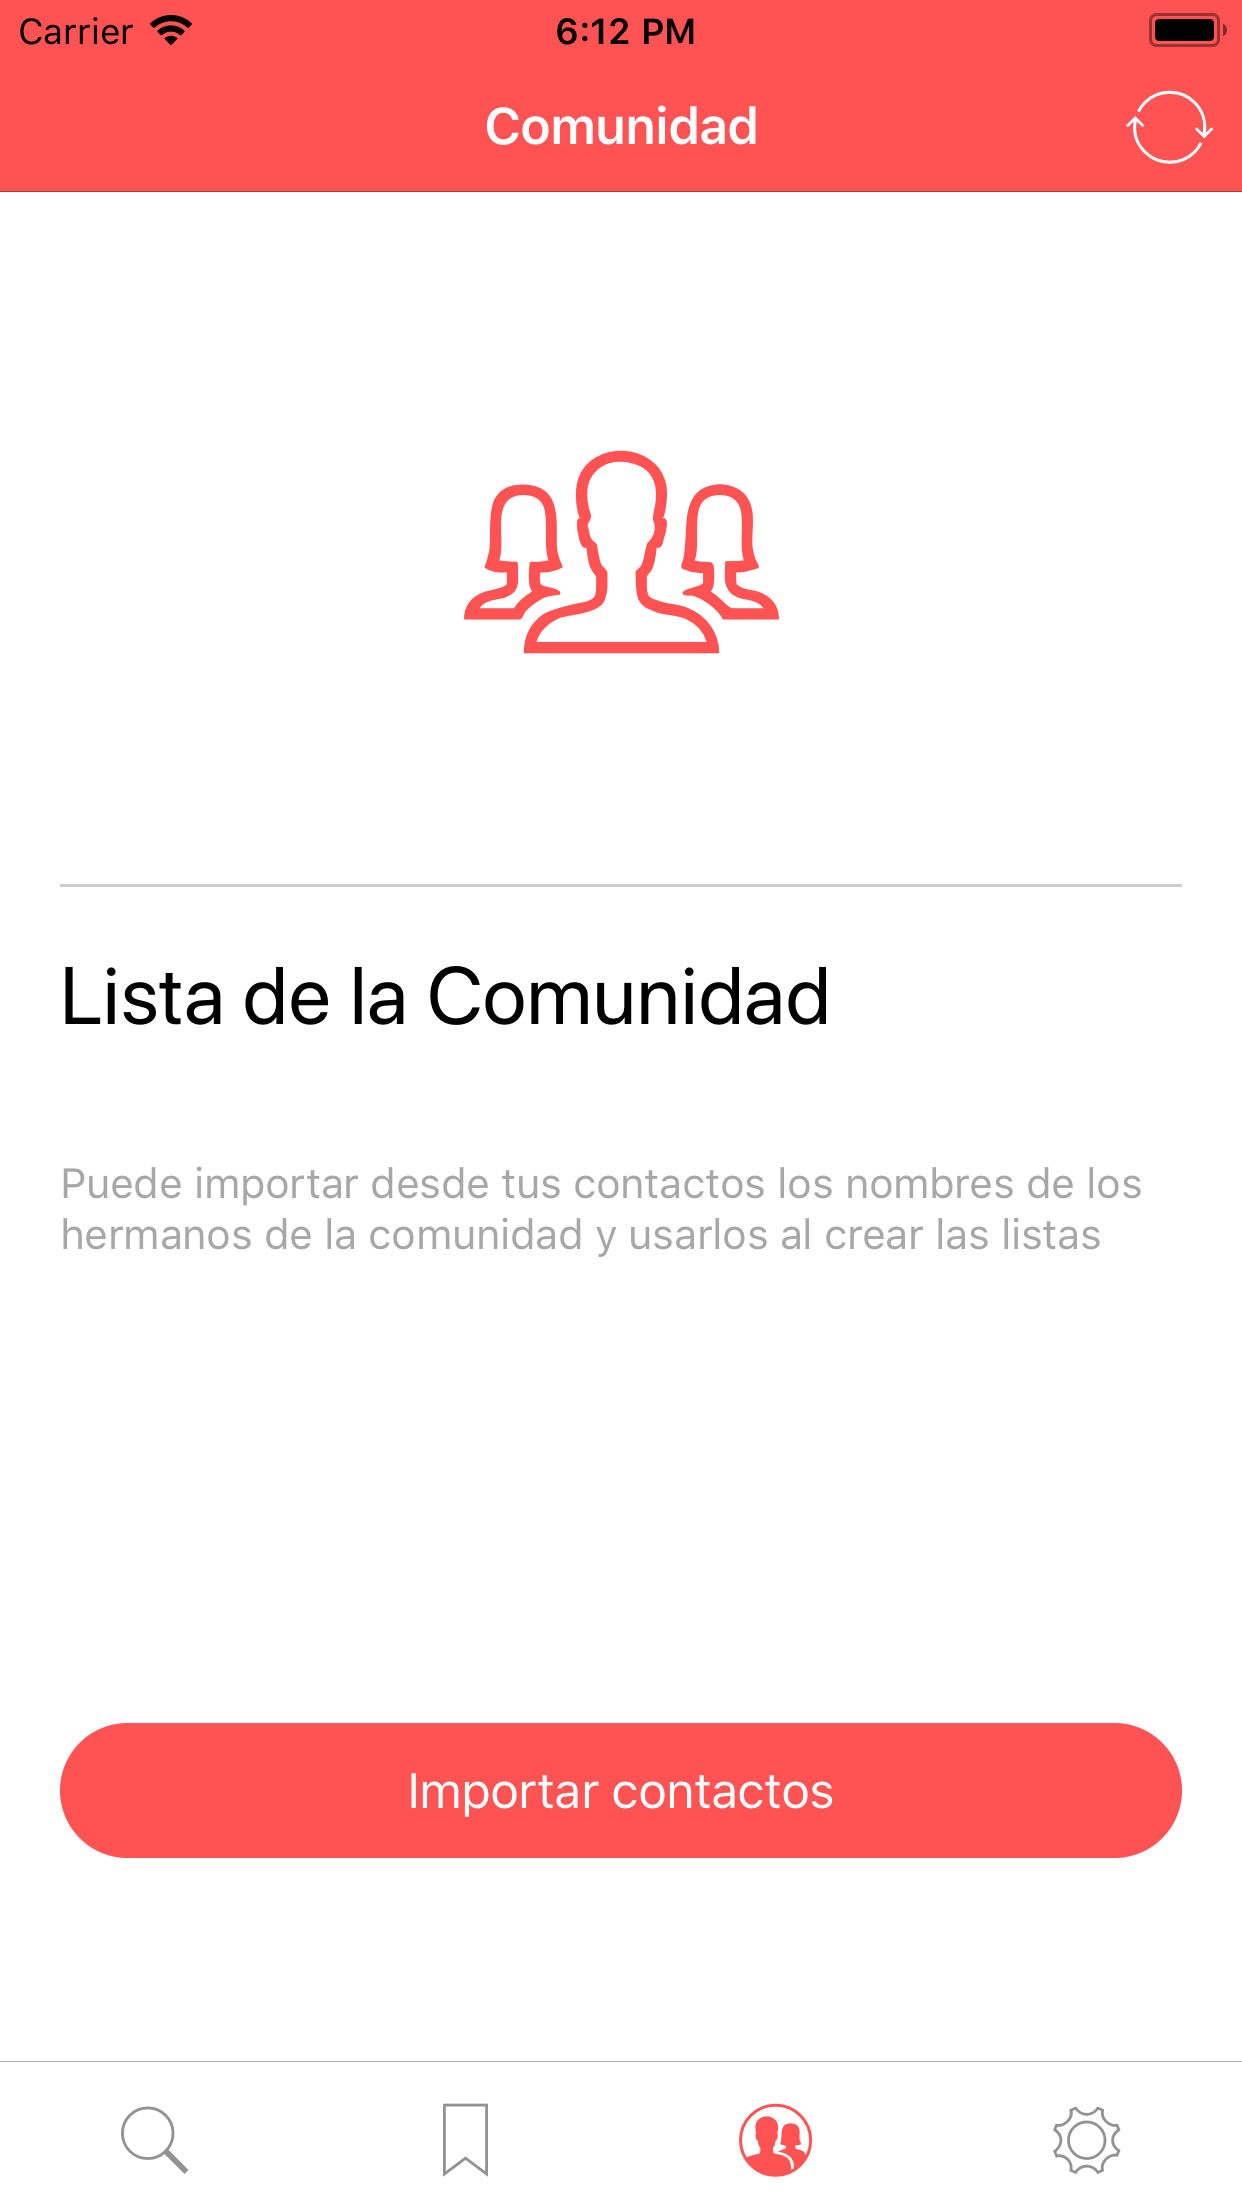 Carrier 6:12 PM
Comunidad
Lista de la Comunidad
Puede importar desde tus contactos los nombres de los
hermanos de la comunidad y usarlos al crear las listas
Importar contactos